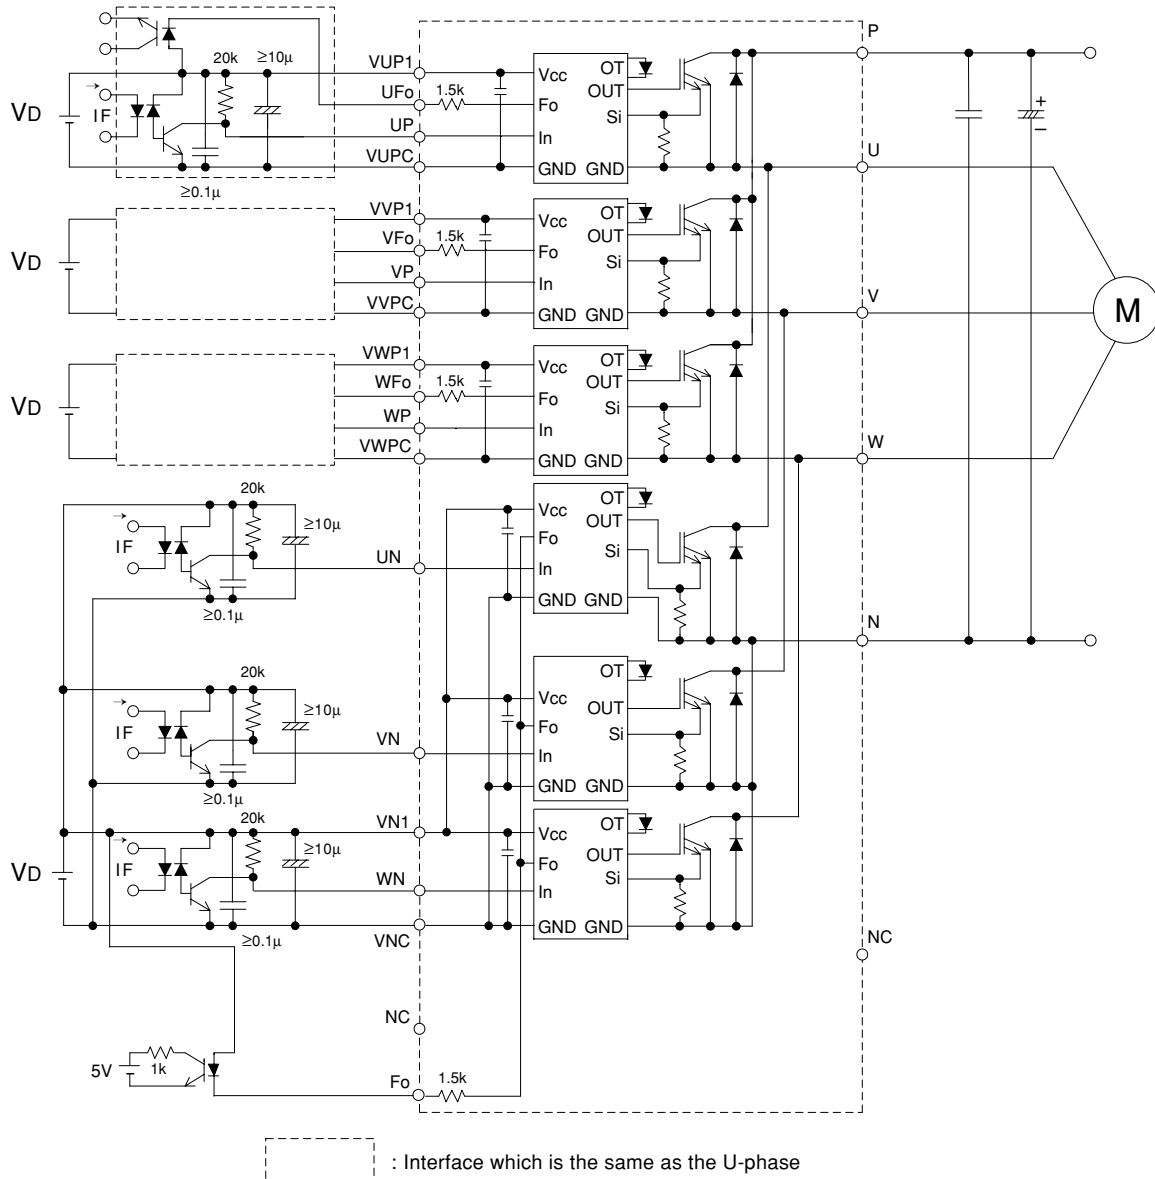 P
20k
≥10μ
VUP1
OT
Vcc
OUT
UFo
1.5k
Fo
VD
IF
Si
+
–
UP
In
VUPC
GND GND
U
≥0.1μ
VVP1
Vcc
OT
OUT
VFo
1.5k
Fo
VD
Si
VP
In
VVPC
GND GND
V
M
VWP1
Vcc
OT
OUT
WFo
1.5k
Fo
VD
Si
WP
In
VWPC
GND GND
W
20k
OT
Vcc
OUT
≥10μ
IF
Fo
Si
UN
In
GND GND
≥0.1μ
N
20k
OT
Vcc
≥10μ
OUT
IF
Fo
Si
VN
In
GND GND
≥0.1μ
20k
VN1
Vcc
OT
≥10μ
OUT
VD
IF
Fo
Si
WN
In
GND GND
≥0.1μ
VNC
NC
NC
5V
1k
Fo
1.5k
: Interface which is the same as the U-phase